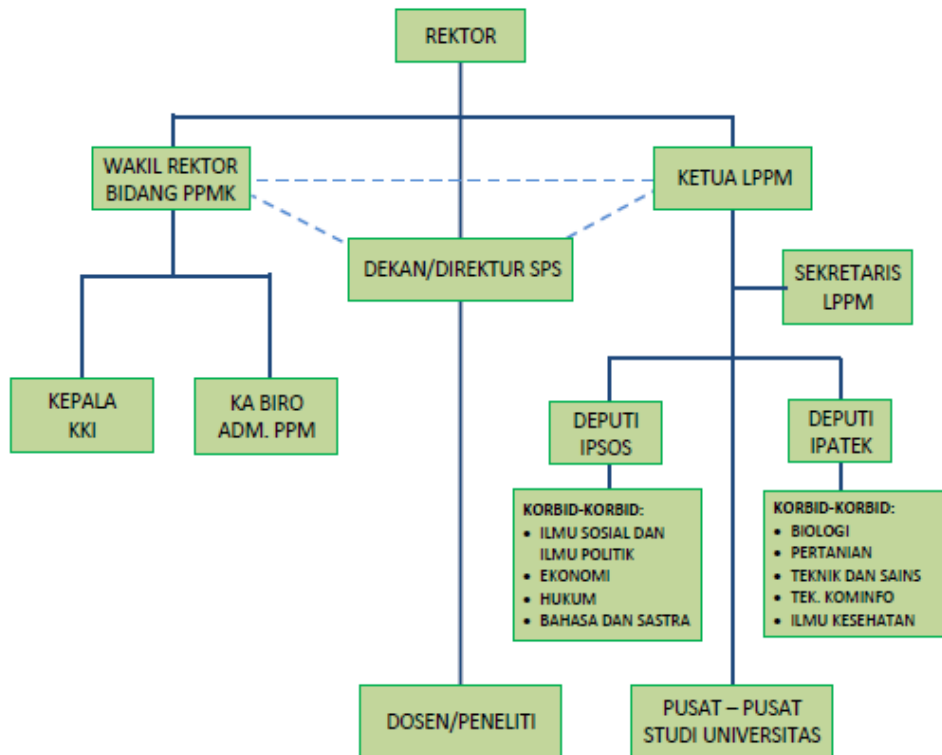 REKTOR
WAKIL REKTOR
BIDANG PPMK
KETUA LPPM
DEKAN/DIREKTUR SPS
SEKRETARIS
LPPM
KEPALA
KKI
KA BIRO
ADM. PPM
DEPUTI
IPSOS
DEPUTI
IPATEK
KORBID-KORBID:
• ILMU SOSIAL DAN
ILMU POLITIK
• EKONOMI
• HUKUM
• BAHASA DAN SASTRA
KORBID-KORBID:
• BIOLOGI
• PERTANIAN
• TEKNIK DAN SAINS
• TEK. KOMINFO
• ILMU KESEHATAN
DOSEN/PENELITI
PUSAT – PUSAT
STUDI UNIVERSITAS